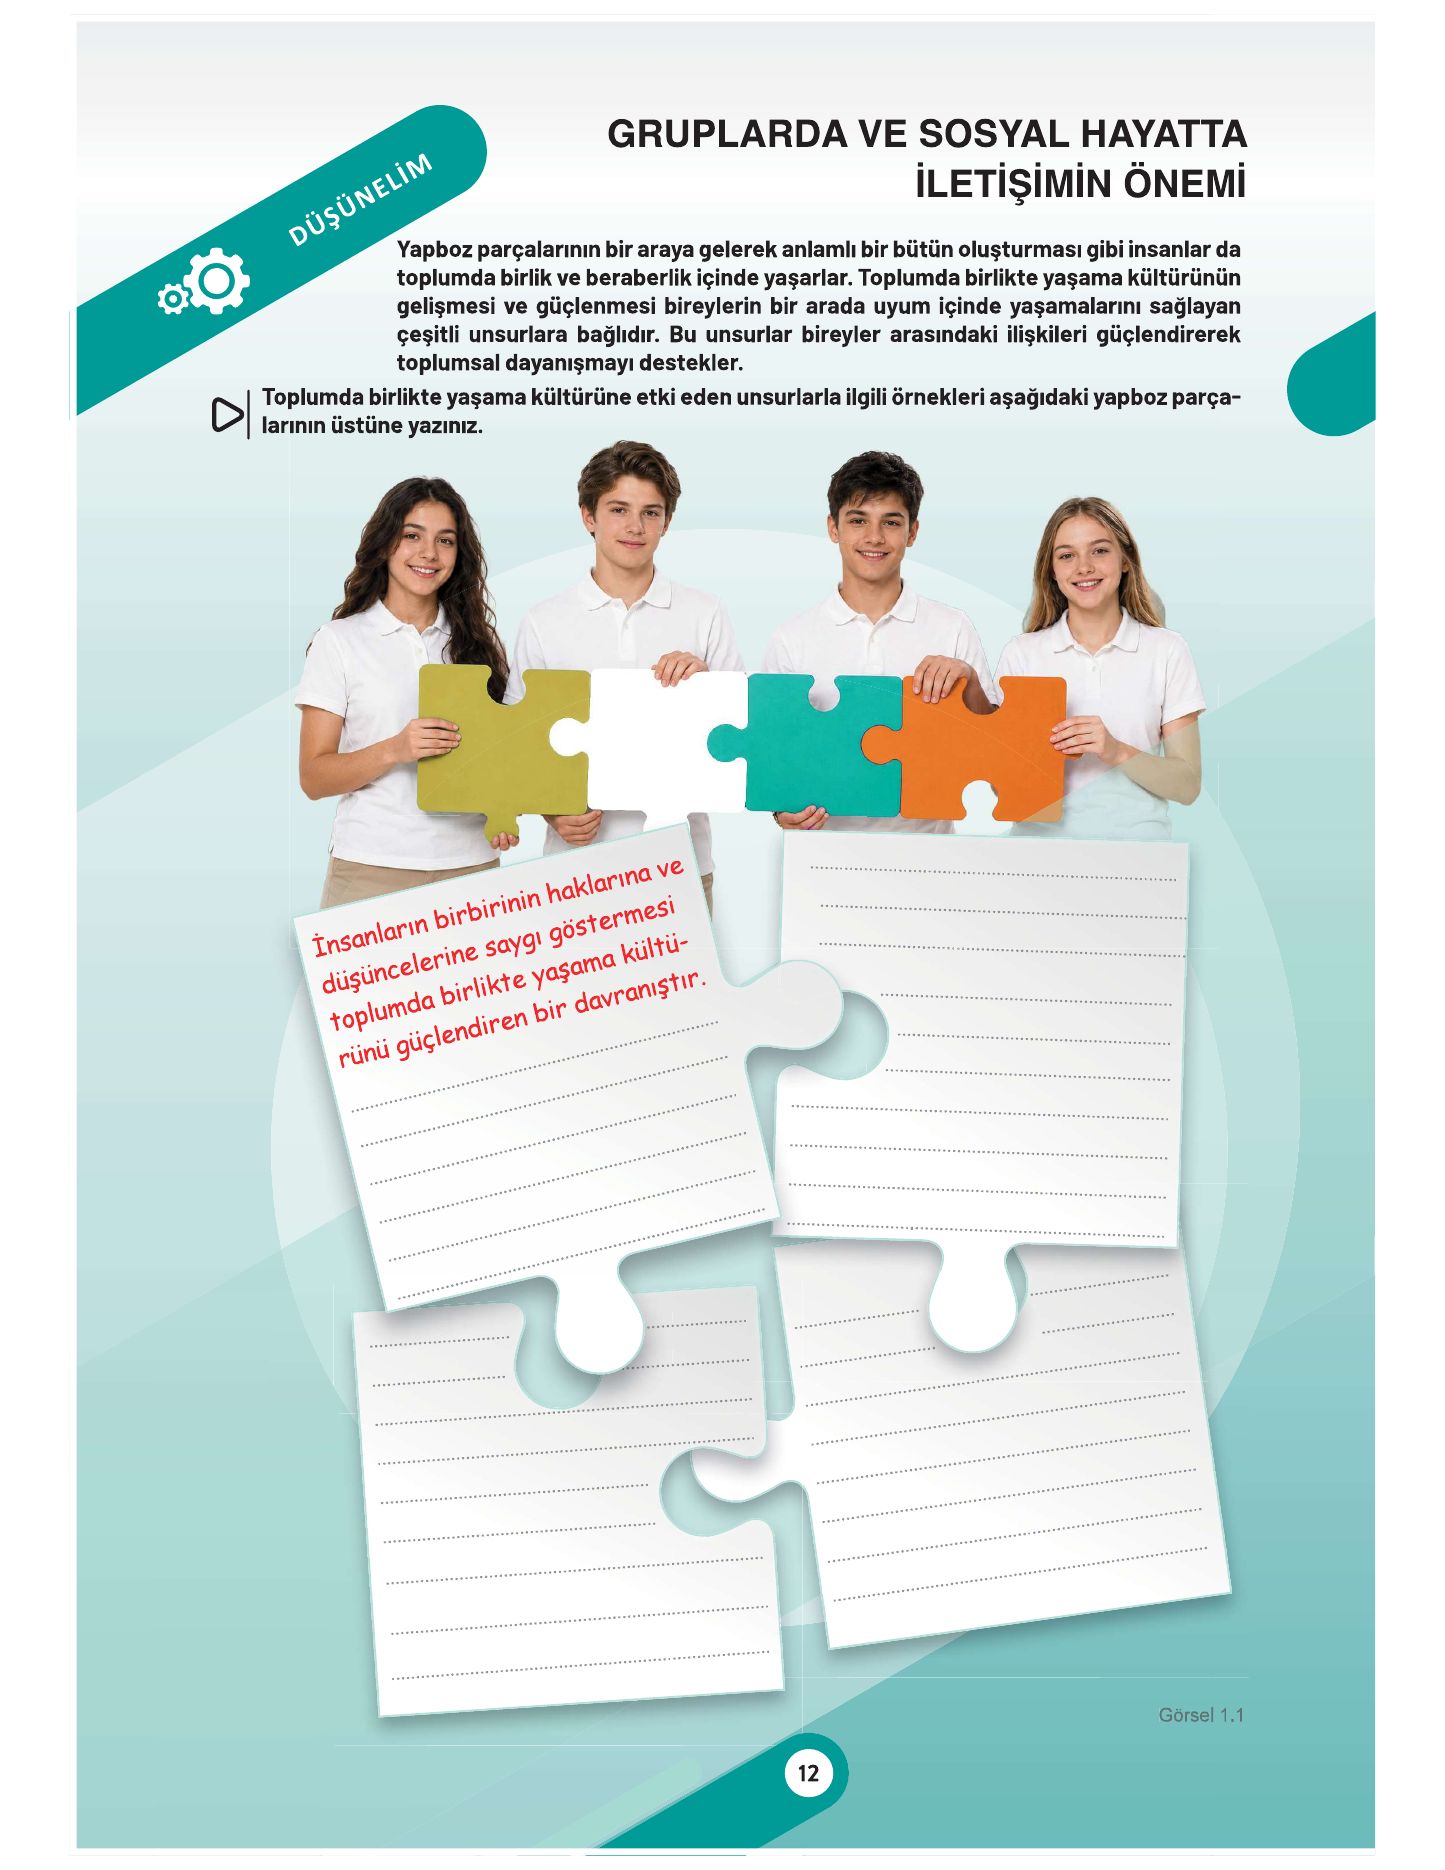 DÜŞÜNELİM
GRUPLARDA VE SOSYAL HAYATTA
İLETİŞİMİN ÖNEMİ
Yapboz parçalarının bir araya gelerek anlamlı bir bütün oluşturması gibi insanlar da
toplumda birlik ve beraberlik içinde yaşarlar. Toplumda birlikte yaşama kültürünün
gelişmesi ve güçlenmesi bireylerin bir arada uyum içinde yaşamalarını sağlayan
çeşitli unsurlara bağlıdır. Bu unsurlar bireyler arasındaki ilişkileri güçlendirerek
toplumsal dayanışmayı destekler.
Toplumda birlikte yaşama kültürüne etki eden unsurlarla ilgili örnekleri aşağıdaki yapboz parça-
larının üstüne yazınız.
İnsanların birbirinin haklarına ve
düşüncelerine saygı göstermesi
toplumda birlikte yaşama kültü-
rünü güçlendiren bir davranıştır.
Görsel 1.1
12